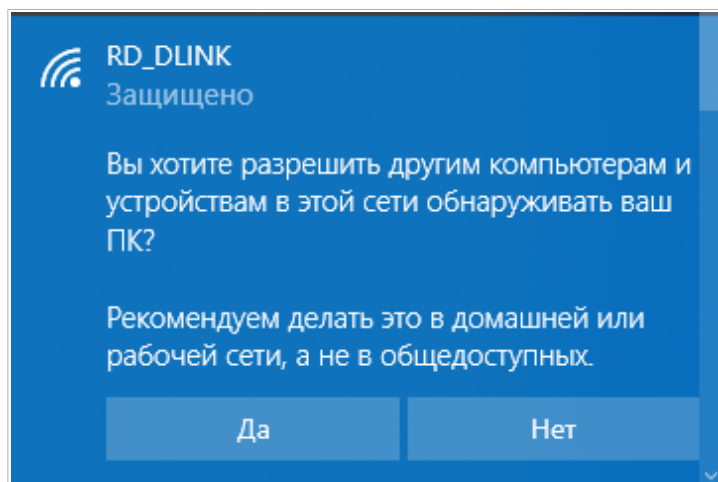 RD_DLINK
Защищено
Вы хотите разрешить другим компьютерам и
устройствам в этой сети обнаруживать ваш
ПК?
Рекомендуем делать это в домашней или
рабочей сети, а не в общедоступных.
Да
Нет